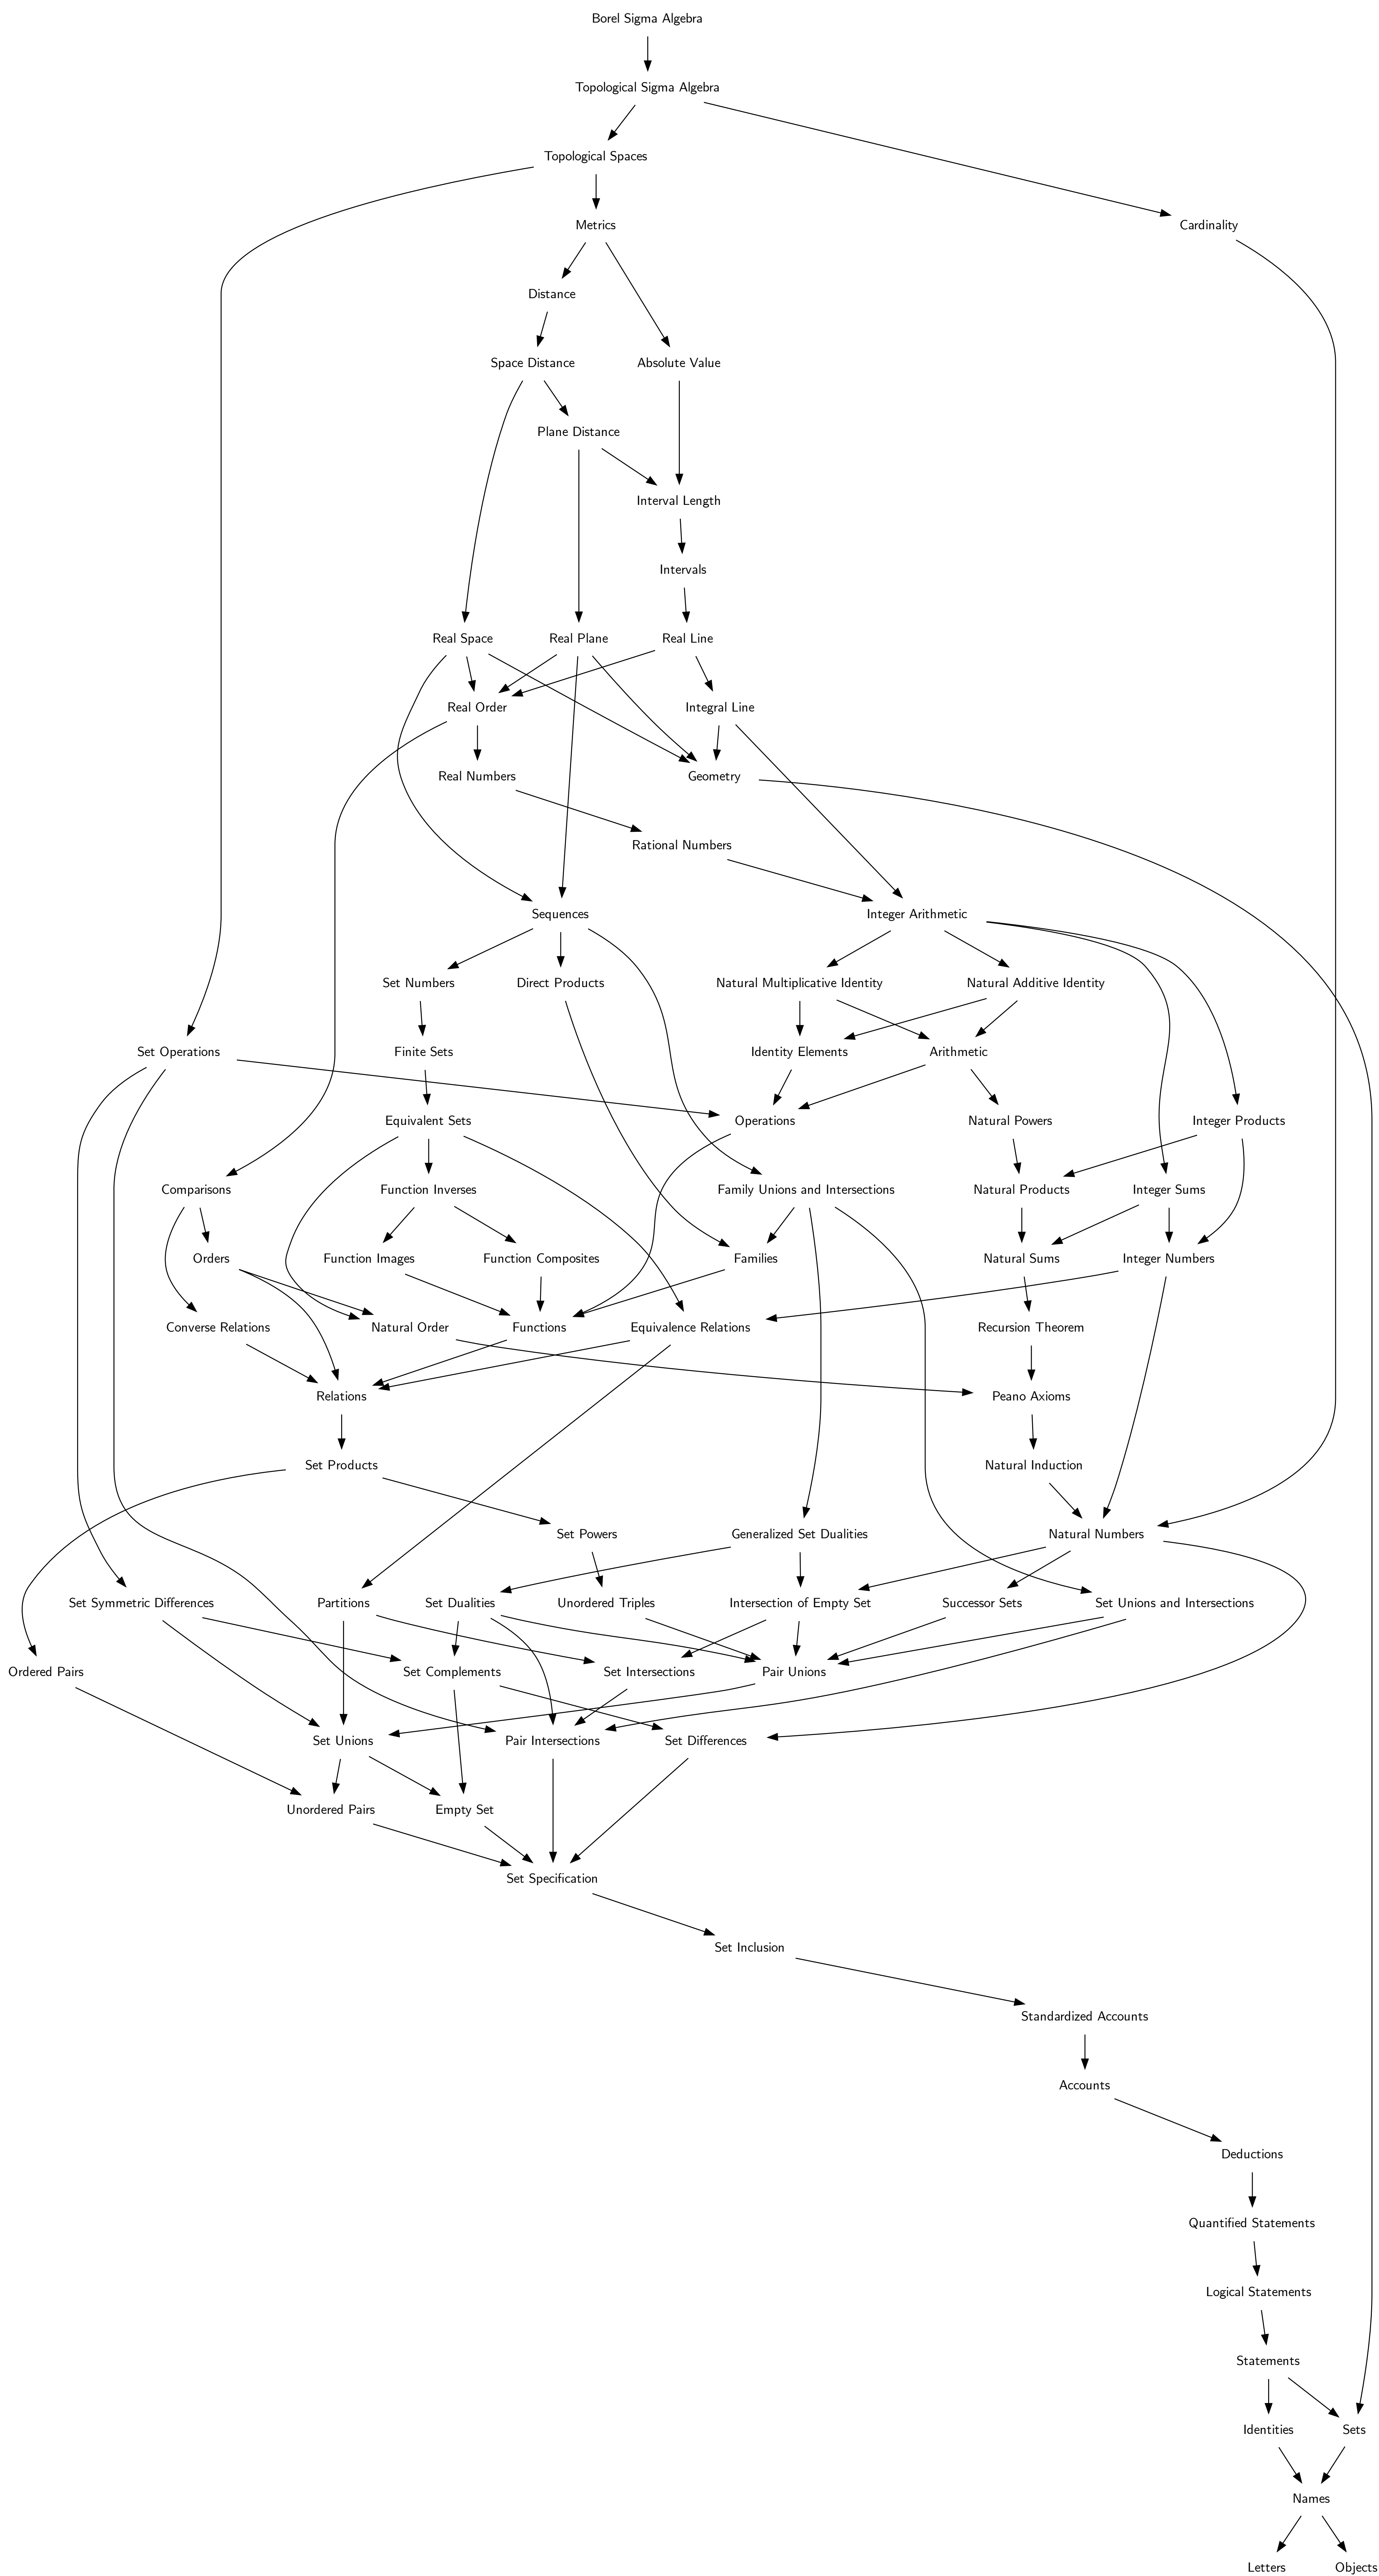 Borel Sigma Algebra
Topological Sigma Algebra
Topological Spaces
Metrics
Cardinality
Distance
Space Distance
Absolute Value
Plane Distance
Interval Length
Intervals
Real Space
Real Plane
Real Line
Real Order
Integral Line
Real Numbers
Geometry
Rational Numbers
Sequences
Integer Arithmetic
Set Numbers
Direct Products
Natural Multiplicative Identity
Natural Additive Identity
Set Operations
Finite Sets
Identity Elements
Arithmetic
Equivalent Sets
Operations
Natural Powers
Integer Products
Comparisons
Function Inverses
Family Unions and Intersections
Natural Products
Integer Sums
Orders
Function Images
Function Composites
Families
Natural Sums
Integer Numbers
Converse Relations
Natural Order
Functions
Equivalence Relations
Recursion Theorem
Relations
Peano Axioms
Set Products
Natural Induction
Set Powers
Generalized Set Dualities
Natural Numbers
Set Symmetric Differences
Partitions
Set Dualities
Unordered Triples
Intersection of Empty Set
Successor Sets
Set Unions and Intersections
Ordered Pairs
Set Complements
Set Intersections
Pair Unions
Set Unions
Pair Intersections
Set Differences
Unordered Pairs
Empty Set
Set Specification
Set Inclusion
Standardized Accounts
Accounts
Deductions
Quantified Statements
Logical Statements
Statements
Identities
Sets
Names
Letters
Objects